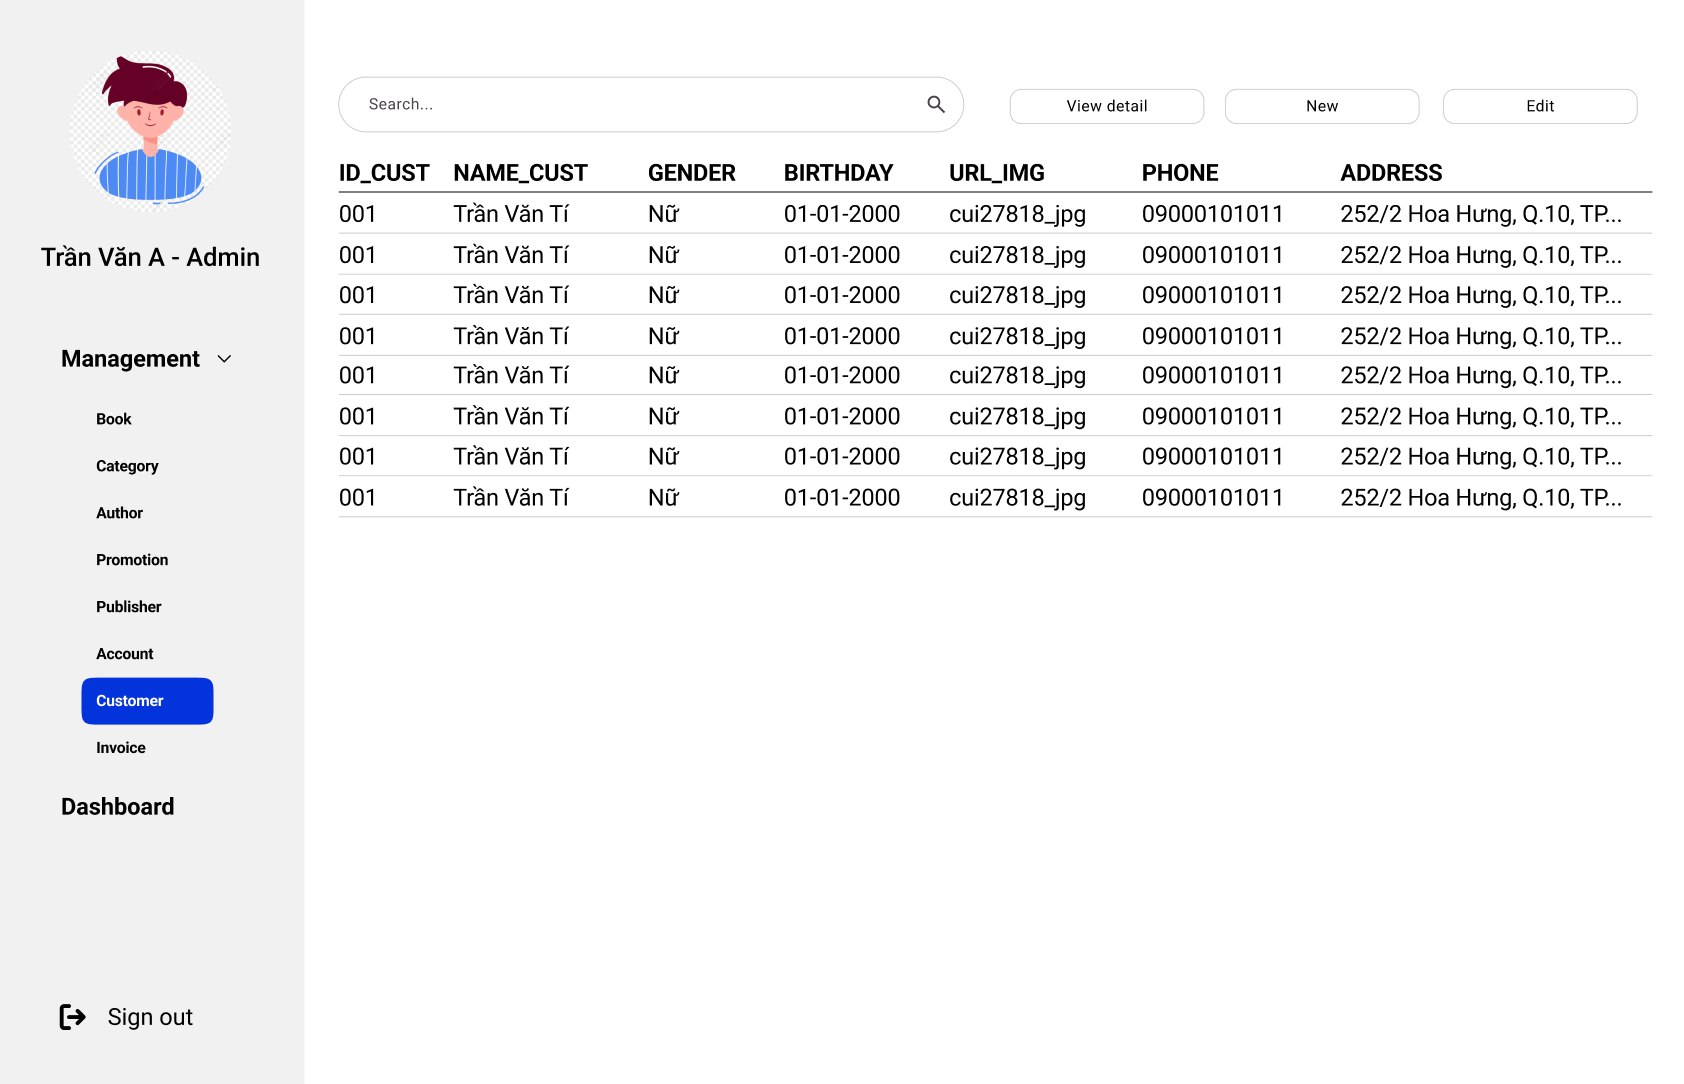 Trần Văn A - Admin
Management
Book
Category
Author
Promotion
Publisher
Account
Customer
Invoice
Dashboard
Sign out
Search...
View detail
New
Edit
ID_CUST NAME_CUST GENDER BIRTHDAY URL_IMG PHONE ADDRESS
001 Trần Văn Tí Nữ 01-01-2000 cui27818_jpg 09000101011 252/2 Hoa Hưng, Q.10, TP...
001 Trần Văn Tí Nữ 01-01-2000 cui27818_jpg 09000101011 252/2 Hoa Hưng, Q.10, TP...
001 Trần Văn Tí Nữ 01-01-2000 cui27818_jpg 09000101011 252/2 Hoa Hưng, Q.10, TP...
001 Trần Văn Tí Nữ 01-01-2000 cui27818_jpg 09000101011 252/2 Hoa Hưng, Q.10, TP...
001 Trần Văn Tí Nữ 01-01-2000 cui27818_jpg 09000101011 252/2 Hoa Hưng, Q.10, TP...
001 Trần Văn Tí Nữ 01-01-2000 cui27818_jpg 09000101011 252/2 Hoa Hưng, Q.10, TP...
001 Trần Văn Tí Nữ 01-01-2000 cui27818_jpg 09000101011 252/2 Hoa Hưng, Q.10, TP...
001 Trần Văn Tí Nữ 01-01-2000 cui27818_jpg 09000101011 252/2 Hoa Hưng, Q.10, TP...